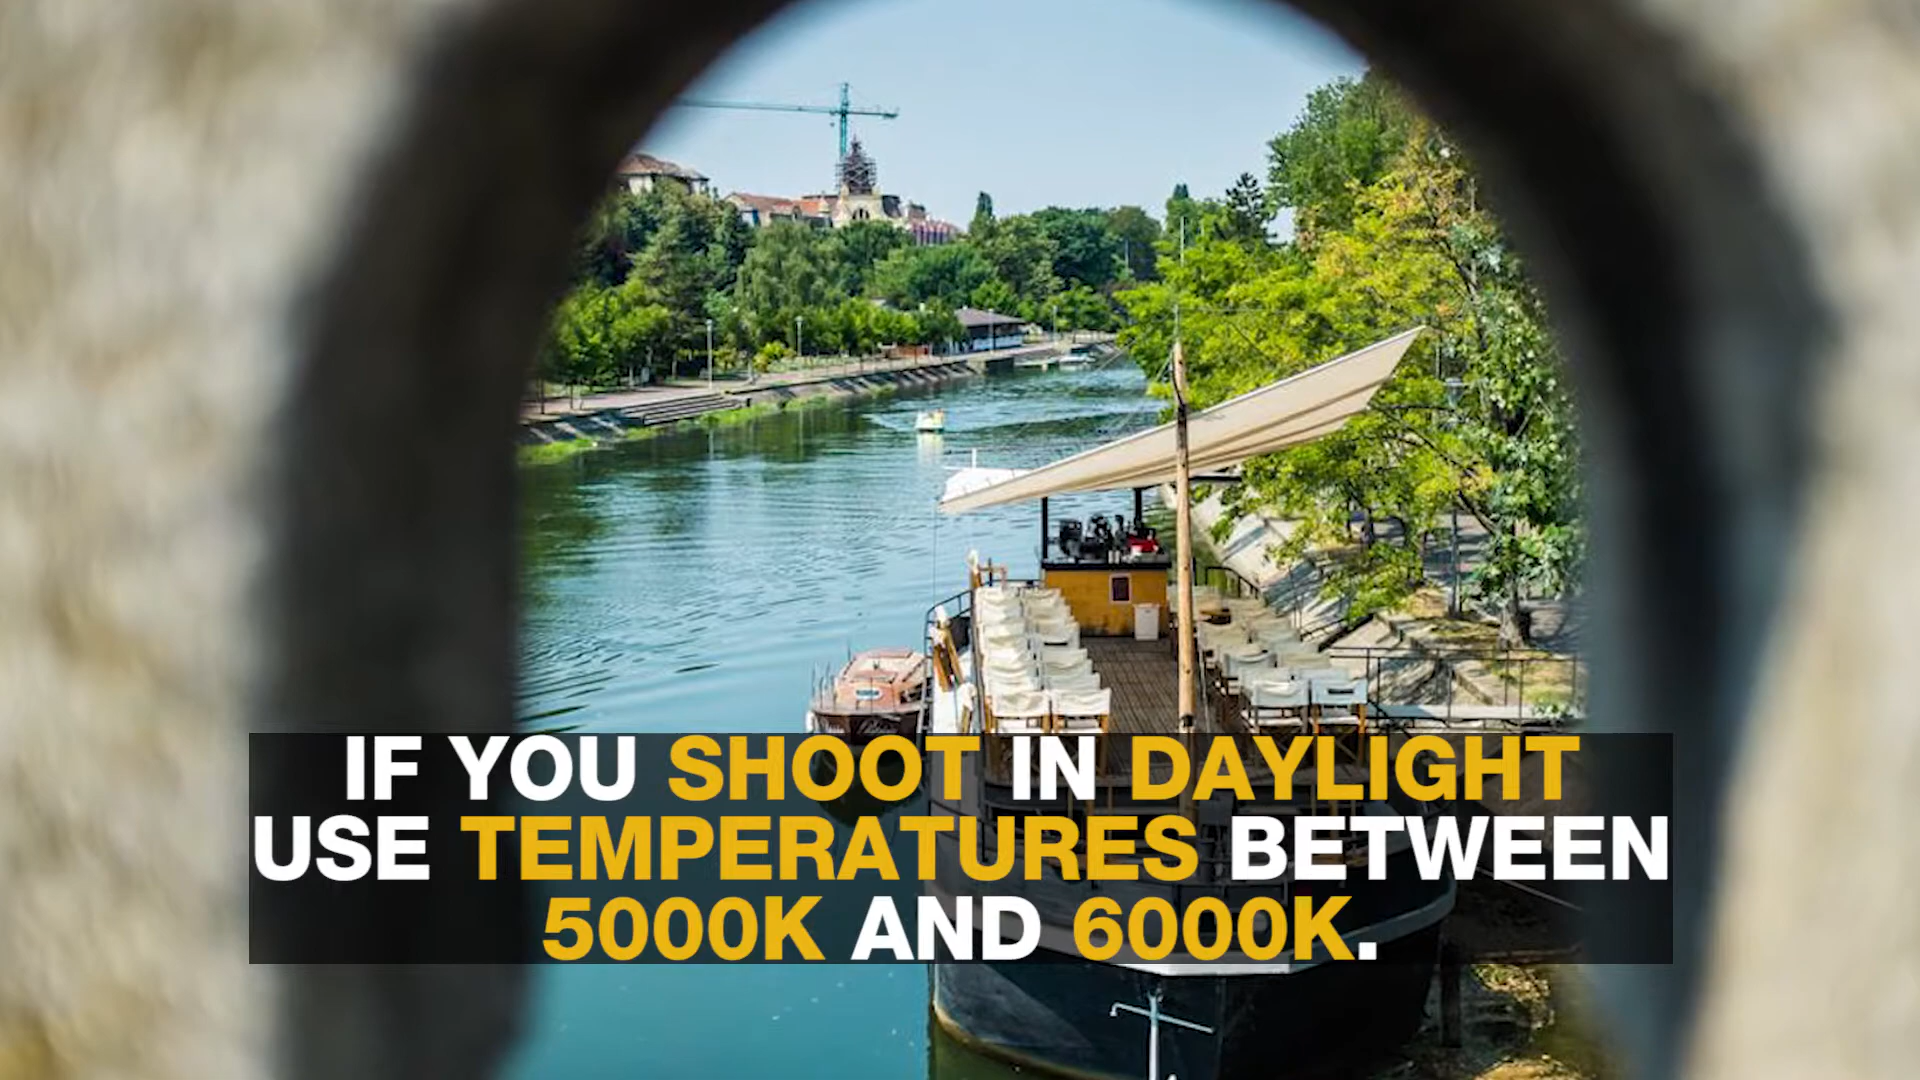 IF YOU SHOOT IN DAYLIGHT
USE TEMPERATURES BETWEEN
5000K AND 6000K.